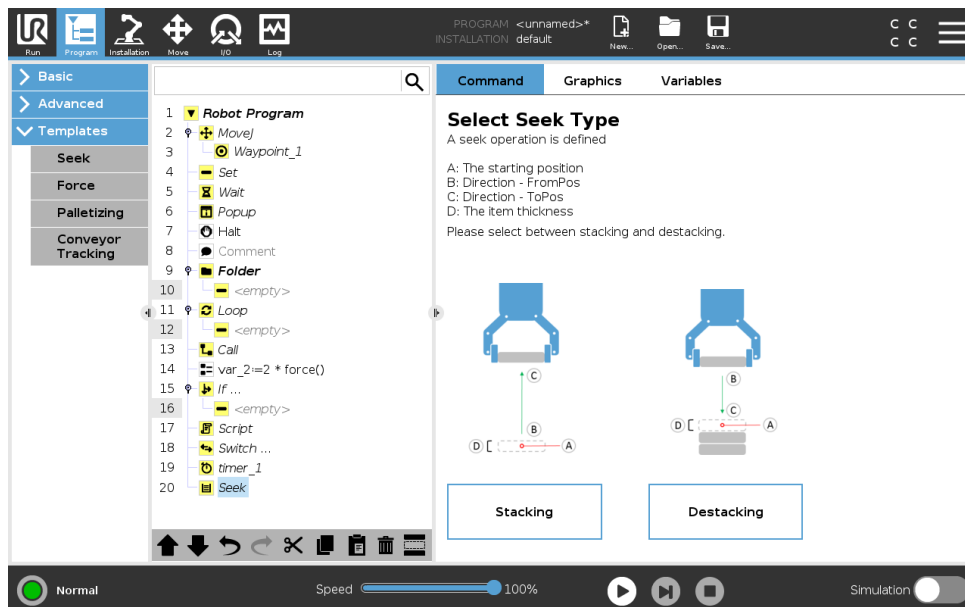 PROGRAM <unnamed>*
INSTALLATION default
Run
Program
Installation
Move
I/O
Log
New...
Open...
Save...
C C
C C
Basic
Advanced
Templates
Seek
Force
Palletizing
Conveyor
Tracking
1 Robot Program
2 MoveJ
3 Waypoint_1
4 Set
5 Wait
6 Popup
7 Halt
8 Comment
9 Folder
10 <empty>
11 Loop
12 <empty>
13 Call
14 var_2:=2 * force()
15 If ...
16 <empty>
17 Script
18 Switch ...
19 timer_1
20 Seek
Command Graphics Variables
Select Seek Type
A seek operation is defined
A: The starting position
B: Direction - FromPos
C: Direction - ToPos
D: The item thickness
Please select between stacking and destacking.
C
B
D
A
B
C
D
A
Stacking
Destacking
Normal
Speed 100%
Simulation